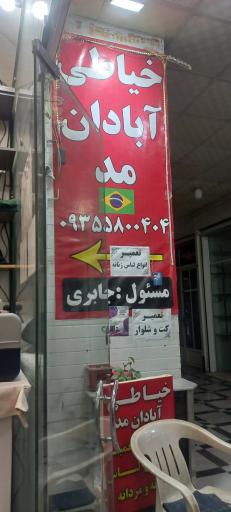 خیاطی
آبادان
مد
۰۹۳۵۵۸۰۰۴۰۴
تعمیر
انواع لباس زنانه
مسئول : جابری
تعمیر
کت و شلوار
خیاطی
آبادان مد